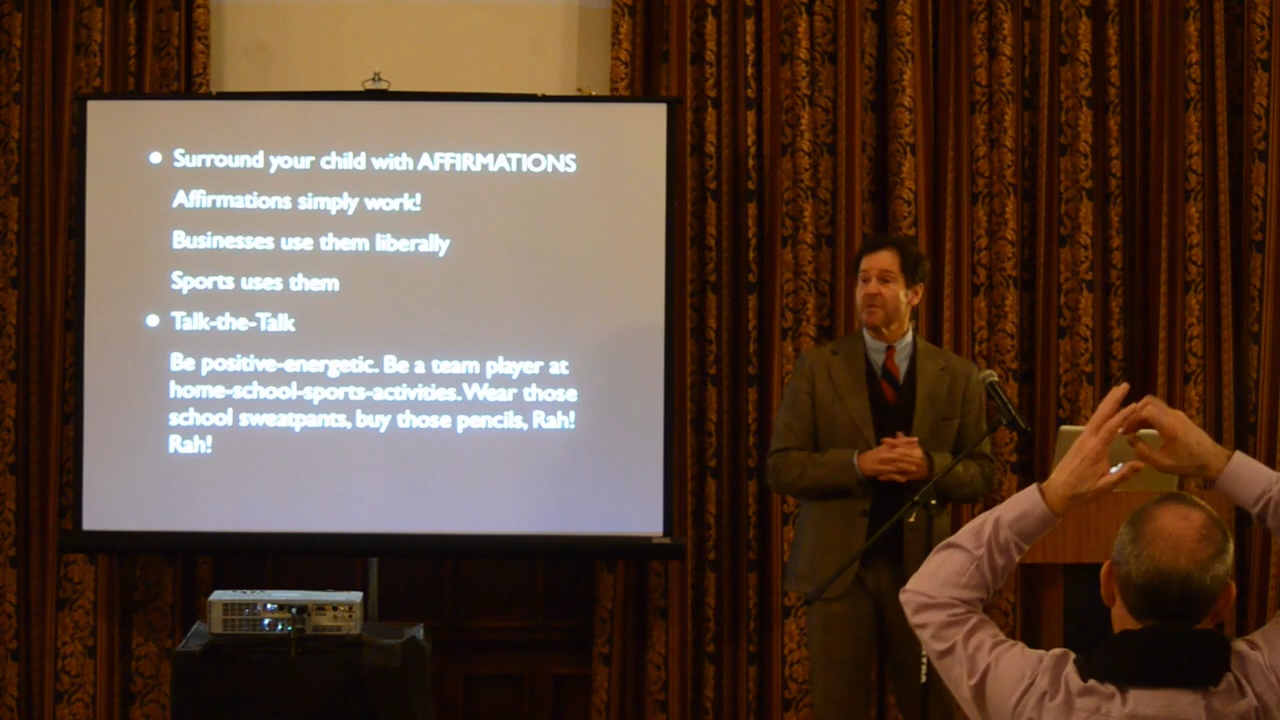 Surround your child with AFFIRMATIONS
Affirmations simply work!
Businesses use them liberally
Sports uses them
Talk-the-Talk
Be positive-energetic. Be a team player at
home-school-sports-activities. Wear those
school sweatpants, buy those pencils, Rah!
Rah!